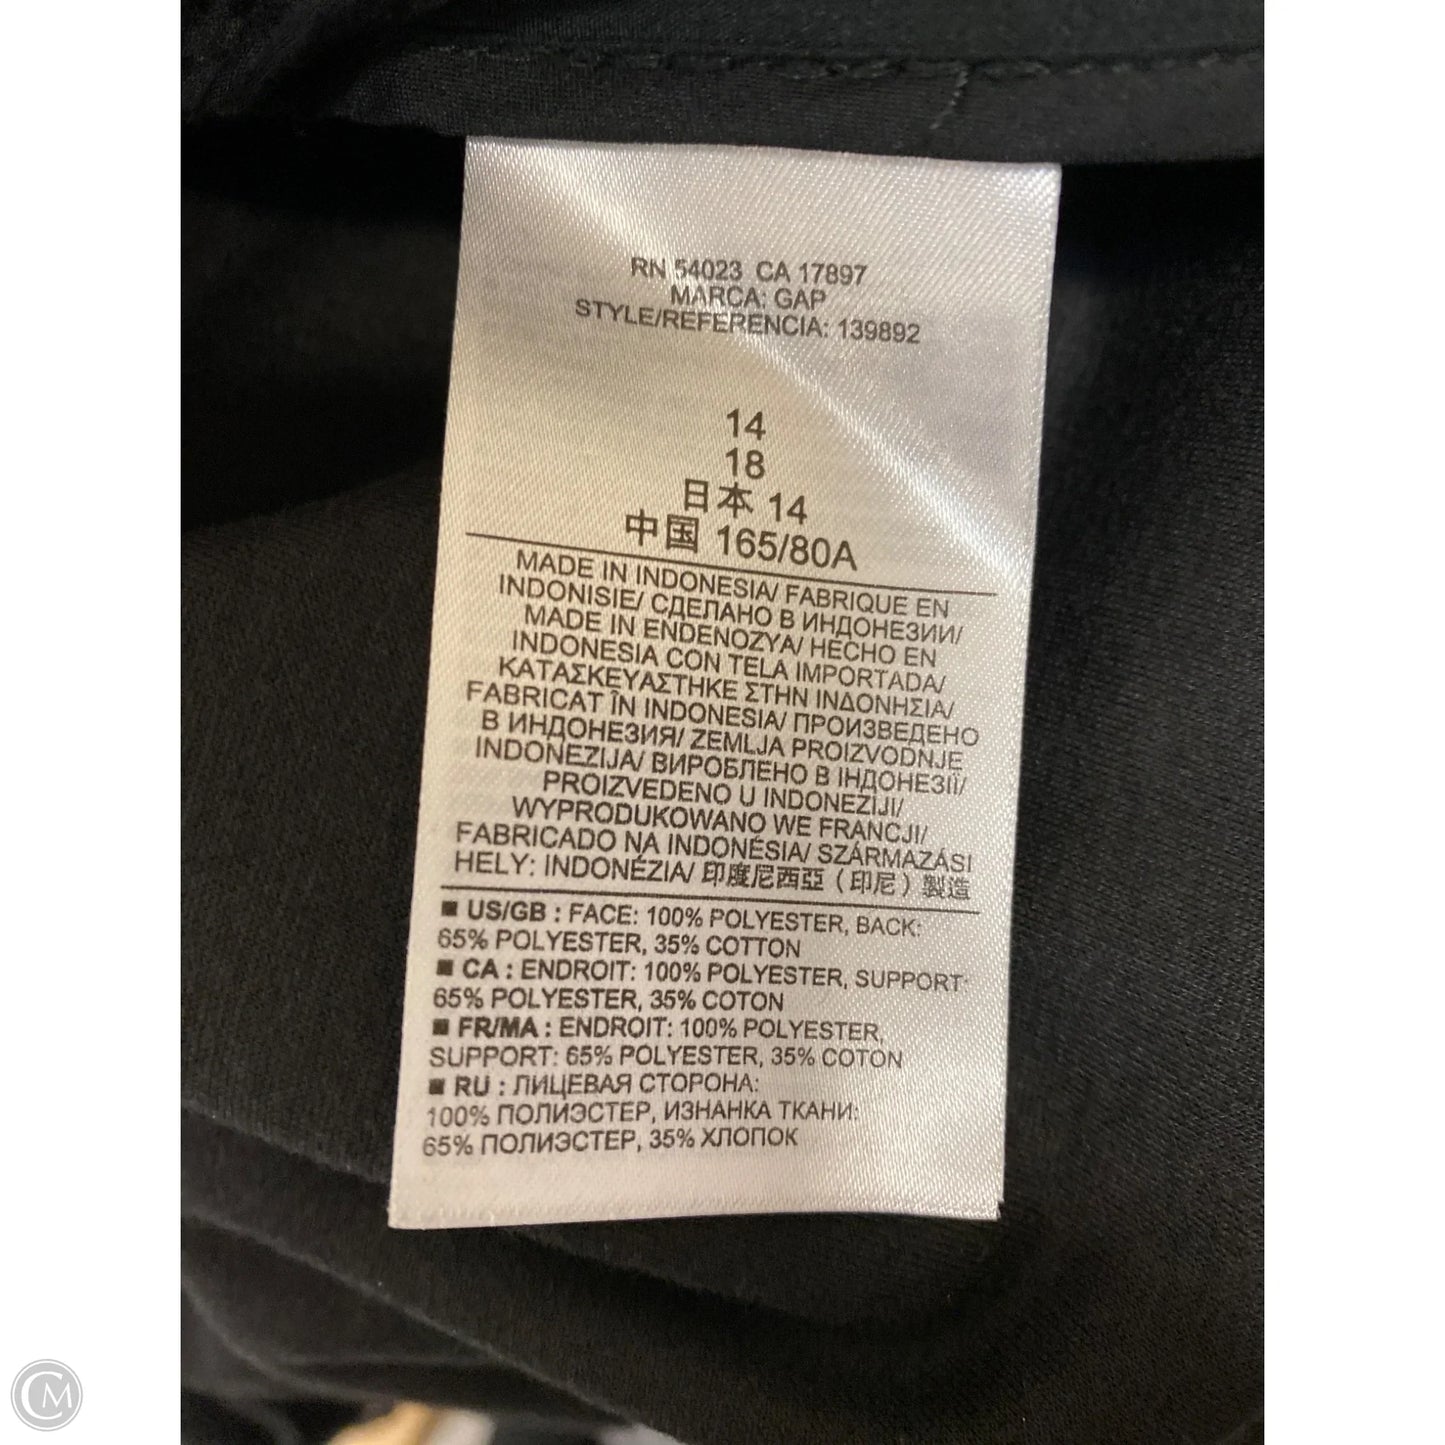 RN 54023 CA 17897
MARCA: GAP
STYLE/REFERENCIA: 139892
14
18
日本 14
中国 165/80A
MADE IN INDONESIA/ FABRIQUE EN
INDONISIE/ СДЕЛАНО В ИНДОНЕЗИИ/
MADE IN ENDENOZYA/ HECHO EN
INDONESIA CON TELA IMPORTADA/
ΚΑΤΑΣΚΕΥΑΣΤΗΚΕ ΣΤΗΝ ΙΝΔΟΝΗΣΙΑ/
FABRICAT ÎN INDONESIA/ ПРОИЗВЕДЕНО
В ИНДОНЕЗИЯ/ ZEMLJA PROIZVODNJE
INDONEZIJA/ ВИРОБЛЕНО В ІНДОНЕЗІЇ/
PROIZVEDENO U INDONEZIJI/
WYPRODUKOWANO WE FRANCJI/
FABRICADO NA INDONÉSIA/ SZÁRMAZÁSI
HELY: INDONÉZIA/ 印度尼西亞（印尼）製造
■ US/GB : FACE: 100% POLYESTER, BACK:
65% POLYESTER, 35% COTTON
■ CA : ENDROIT: 100% POLYESTER, SUPPORT:
65% POLYESTER, 35% COTON
■ FR/MA : ENDROIT: 100% POLYESTER,
SUPPORT: 65% POLYESTER, 35% COTON
■ RU : ЛИЦЕВАЯ СТОРОНА:
100% ПОЛИЭСТЕР, ИЗНАНКА ТКАНИ:
65% ПОЛИЭСТЕР, 35% ХЛОПОК
CM